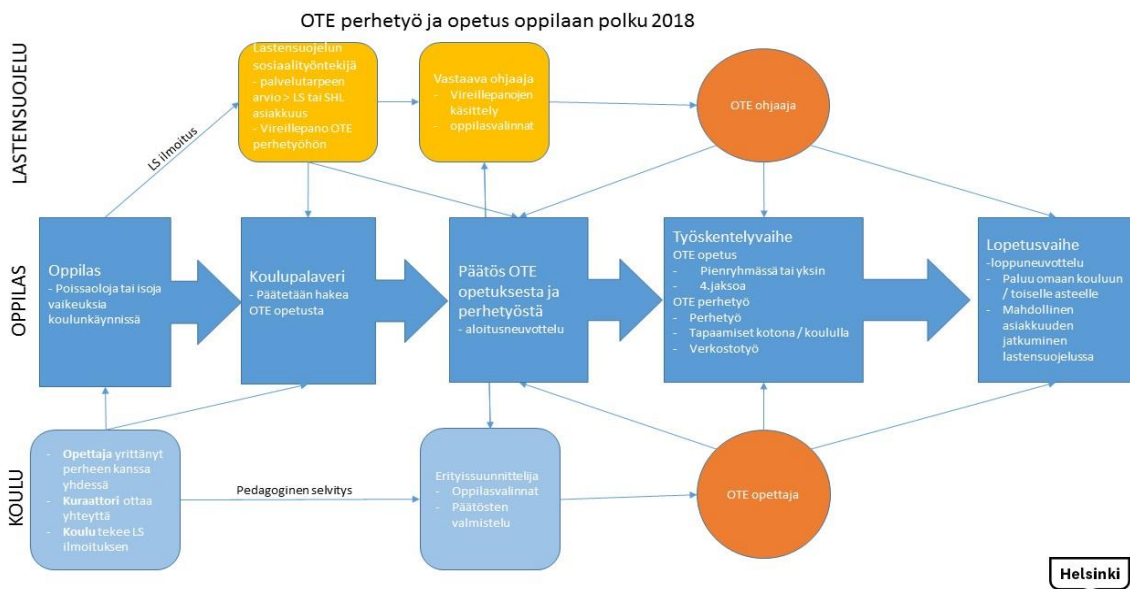 OTE perhetyö ja opetus oppilaan polku 2018
LASTENSUOJELU
Lastensuojelun
sosiaalityöntekijä
- palvelutarpeen
arvio > LS tai SHL
asiakkuus
- Vireillepano OTE
perhetyöhön
Vastaava ohjaaja
- Vireillepanojen
käsittely
- oppilasvalinnat
OTE ohjaaja
LS ilmoitus
OPPILAS
Oppilas
- Poissaoloja tai isoja
vaikeuksia
koulunkäynnissä
Koulupalaveri
- Päätetään hakea
OTE opetusta
Päätös OTE
opetuksesta ja
perhetyöstä
- aloitusneuvottelu
Työskentelyvaihe
OTE opetus
- Pienryhmässä tai yksin
- 4.jaksoa
OTE perhetyö
- Perhetyö
- Tapaamiset kotona / koululla
- Verkostotyö
Lopetusvaihe
-loppuneuvottelu
- Paluu omaan kouluun
/ toiselle asteelle
- Mahdollinen
asiakkuuden
jatkuminen
lastensuojelussa
KOULU
- Opettaja yrittänyt
perheen kanssa
yhdessä
- Kuraattori ottaa
yhteyttä
- Koulu tekee LS
ilmoituksen
Pedagoginen selvitys
Erityissuunnittelija
- Oppilasvalinnat
- Päätösten
valmistelu
OTE opettaja
Helsinki